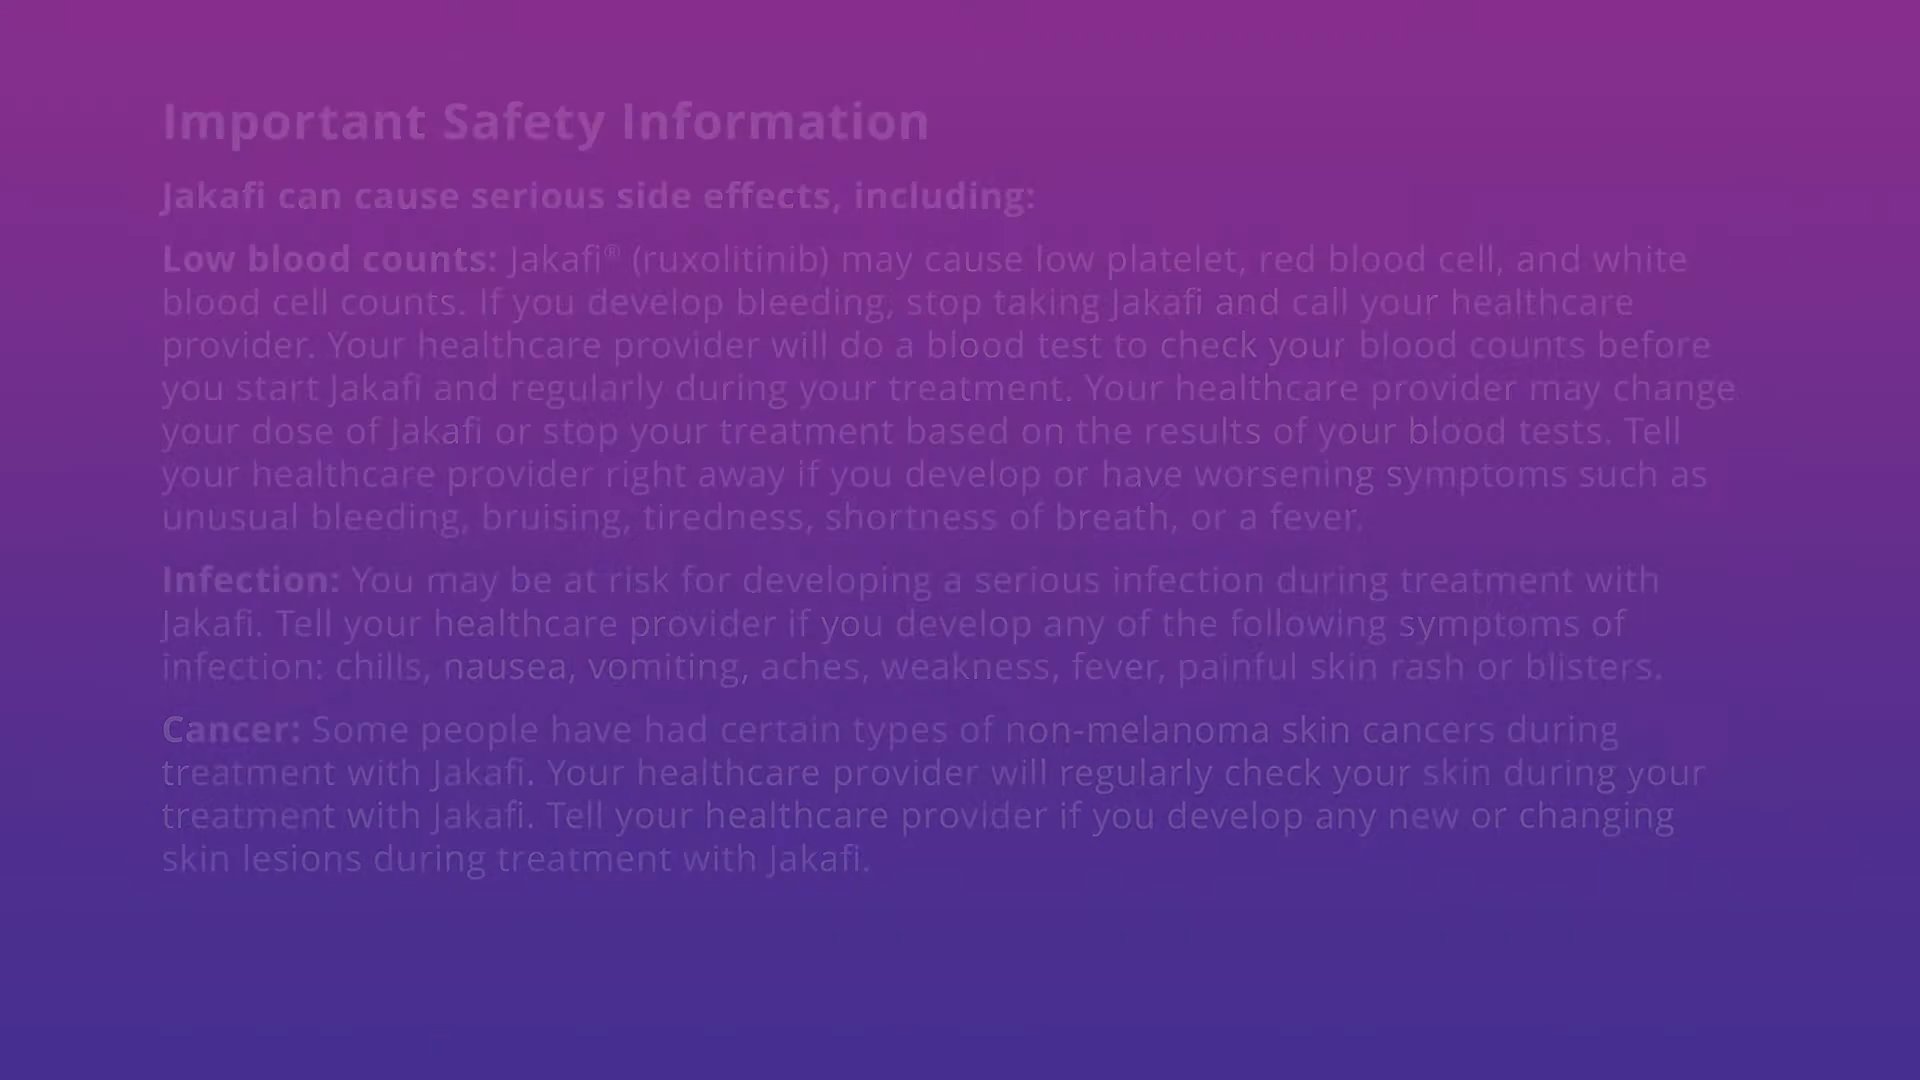 Important Safety Information
Jakafi can cause serious side effects, including:
Low blood counts: Jakafi® (ruxolitinib) may cause low platelet, red blood cell, and white
blood cell counts. If you develop bleeding, stop taking Jakafi and call your healthcare
provider. Your healthcare provider will do a blood test to check your blood counts before
you start Jakafi and regularly during your treatment. Your healthcare provider may change
your dose of Jakafi or stop your treatment based on the results of your blood tests. Tell
your healthcare provider right away if you develop or have worsening symptoms such as
unusual bleeding, bruising, tiredness, shortness of breath, or a fever.
Infection: You may be at risk for developing a serious infection during treatment with
Jakafi. Tell your healthcare provider if you develop any of the following symptoms of
infection: chills, nausea, vomiting, aches, weakness, fever, painful skin rash or blisters.
Cancer: Some people have had certain types of non-melanoma skin cancers during
treatment with Jakafi. Your healthcare provider will regularly check your skin during your
treatment with Jakafi. Tell your healthcare provider if you develop any new or changing
skin lesions during treatment with Jakafi.